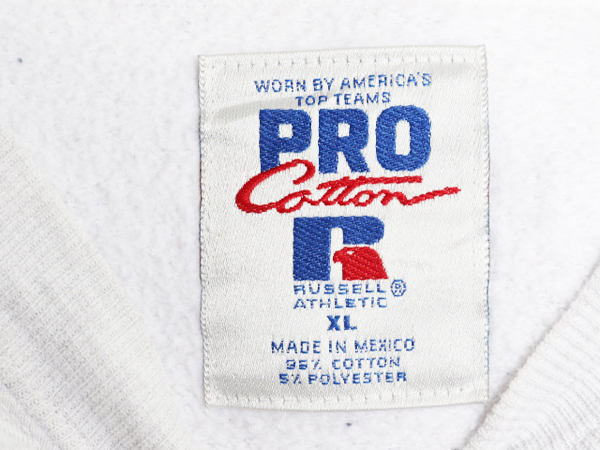 WORN BY AMERICA'S
TOP TEAMS
PRO
Cotton
R
RUSSELL ®
ATHLETIC
XL
MADE IN MEXICO
95% COTTON
5% POLYESTER